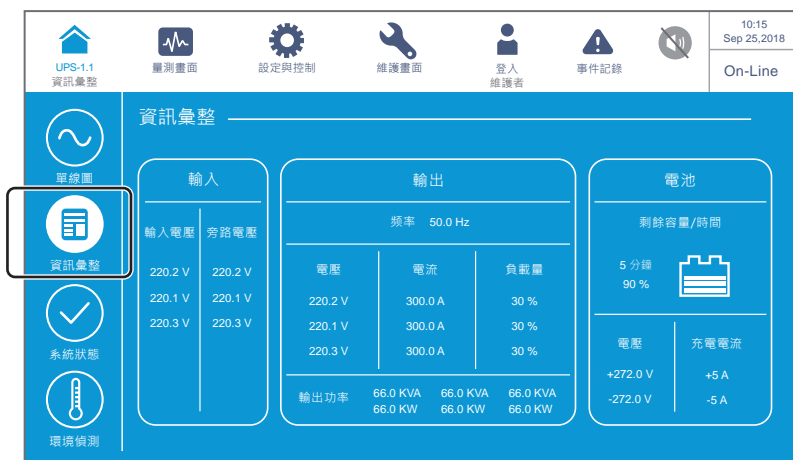 UPS-1.1
資訊彙整
量測畫面
設定與控制
維護畫面
登入
維護者
事件記錄
10:15
Sep 25,2018
On-Line
單線圖
資訊彙整
系統狀態
環境偵測
資訊彙整
輸入
輸入電壓 旁路電壓
220.2 V 220.2 V
220.1 V 220.1 V
220.3 V 220.3 V
輸出
頻率 50.0 Hz
電壓 電流 負載量
220.2 V 300.0 A 30 %
220.1 V 300.0 A 30 %
220.3 V 300.0 A 30 %
輸出功率 66.0 KVA 66.0 KVA 66.0 KVA
66.0 KW 66.0 KW 66.0 KW
電池
剩餘容量/時間
5 分鐘
90 %
電壓 充電電流
+272.0 V +5 A
-272.0 V -5 A